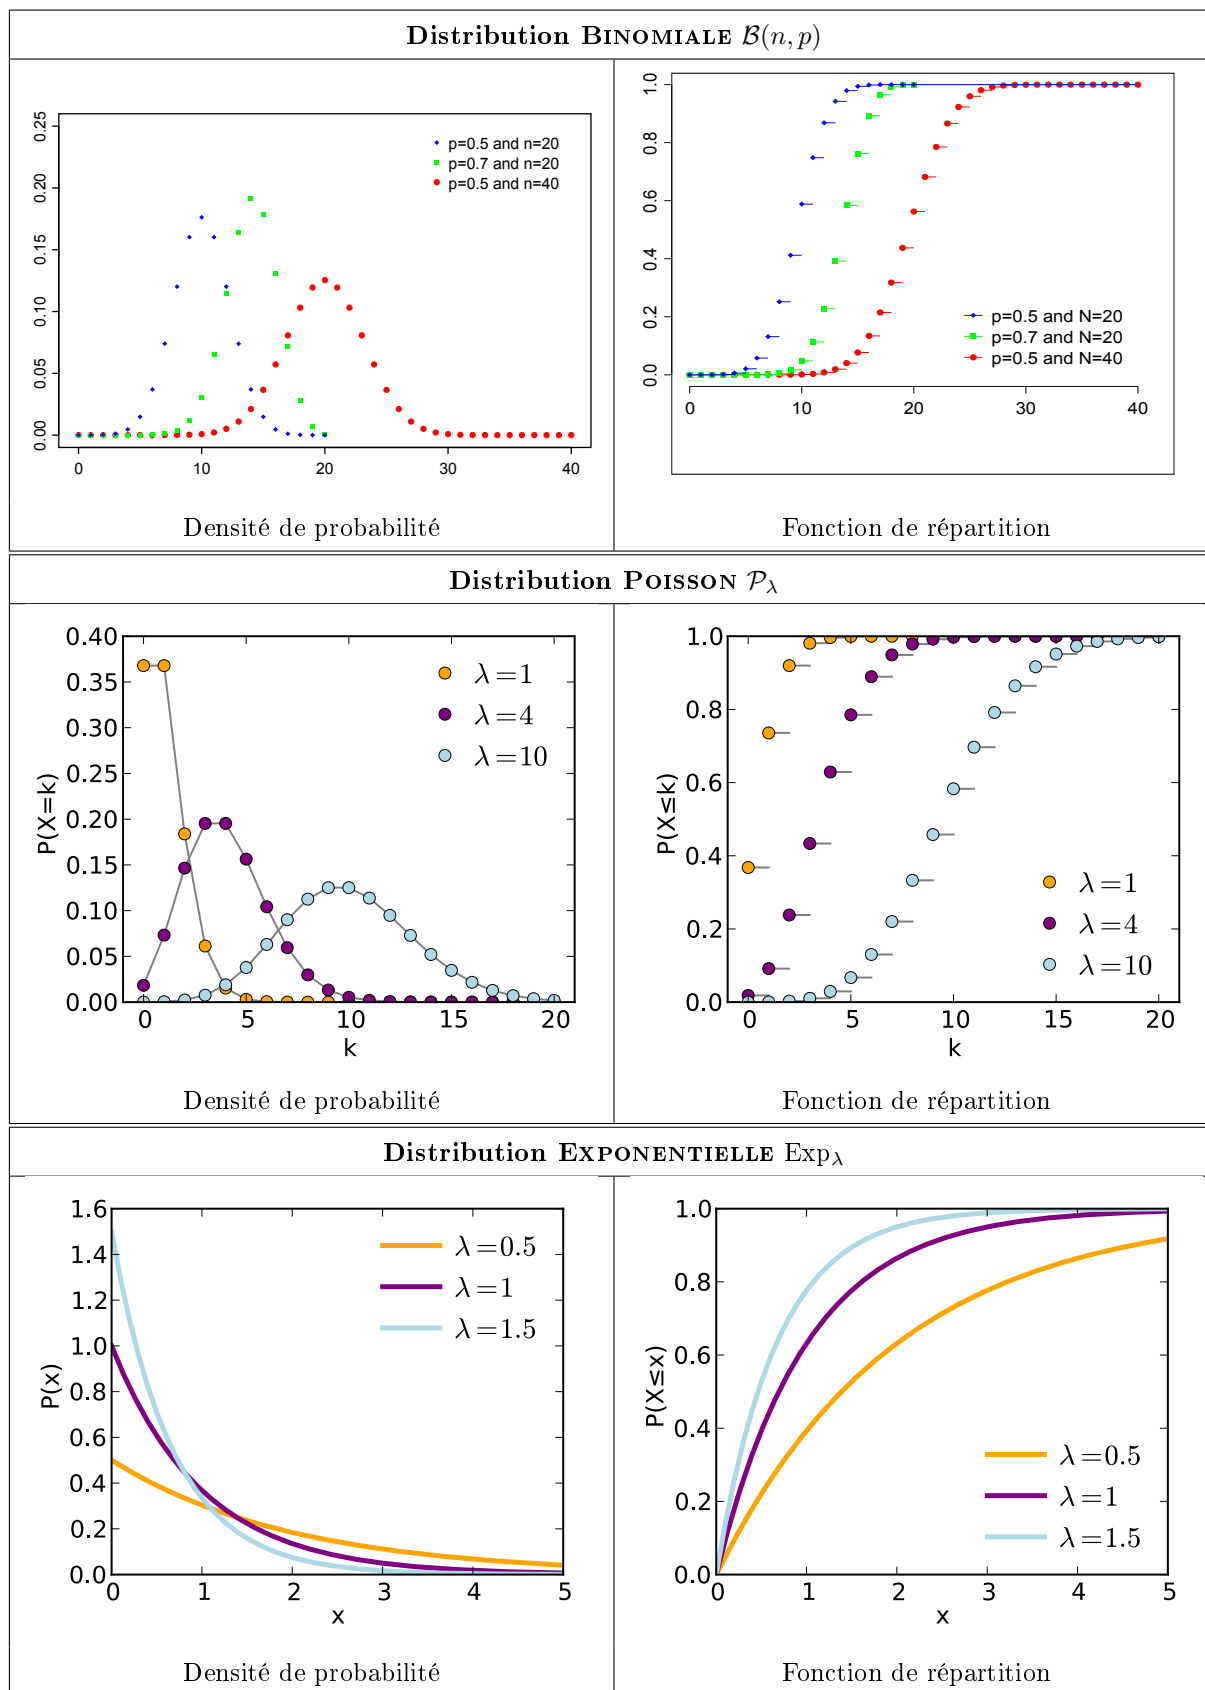 Distribution BINOMIALE ℬ(n, p)
0.25
0.20
0.15
0.10
0.05
0.00
p=0.5 and n=20
p=0.7 and n=20
p=0.5 and n=40
0 10 20 30 40
Densité de probabilité
1.0
0.8
0.6
0.4
0.2
0.0
p=0.5 and N=20
p=0.7 and N=20
p=0.5 and N=40
0 10 20 30 40
Fonction de répartition
Distribution POISSON 𝒫λ
0.40
0.35
0.30
0.25
0.20
0.15
0.10
0.05
0.00
P(X=k)
λ=1
λ=4
λ=10
0 5 10 15 20
k
Densité de probabilité
1.0
0.8
0.6
0.4
0.2
0.0
P(X≤k)
λ=1
λ=4
λ=10
0 5 10 15 20
k
Fonction de répartition
Distribution EXPONENTIELLE Expλ
1.6
1.4
1.2
1.0
0.8
0.6
0.4
0.2
0.0
P(x)
λ=0.5
λ=1
λ=1.5
0 1 2 3 4 5
x
Densité de probabilité
1.0
0.8
0.6
0.4
0.2
0.0
P(X≤x)
λ=0.5
λ=1
λ=1.5
0 1 2 3 4 5
x
Fonction de répartition